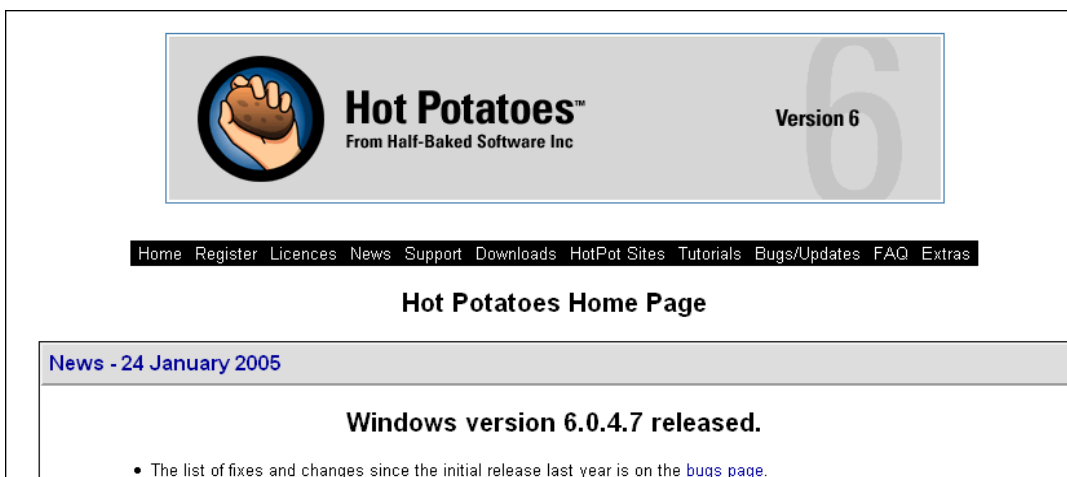 Hot Potatoes™
From Half-Baked Software Inc
Version 6
6
Home Register Licences News Support Downloads HotPot Sites Tutorials Bugs/Updates FAQ Extras
Hot Potatoes Home Page
News - 24 January 2005
Windows version 6.0.4.7 released.
• The list of fixes and changes since the initial release last year is on the bugs page.